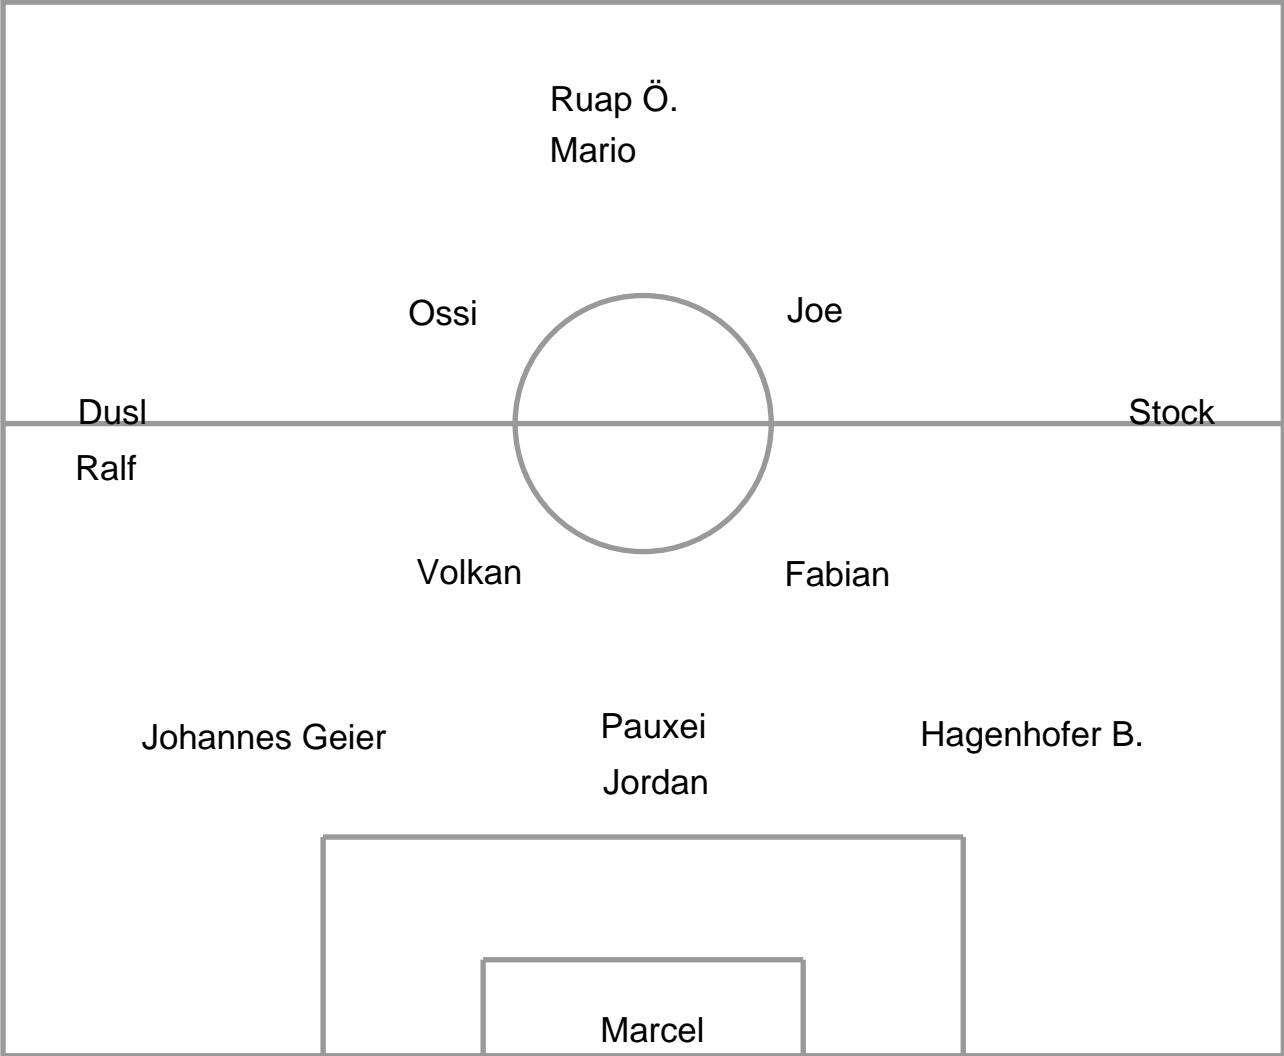 Ruap Ö.
Mario
Ossi
Joe
Dusl
Stock
Ralf
Volkan
Fabian
Johannes Geier
Pauxei
Hagenhofer B.
Jordan
Marcel